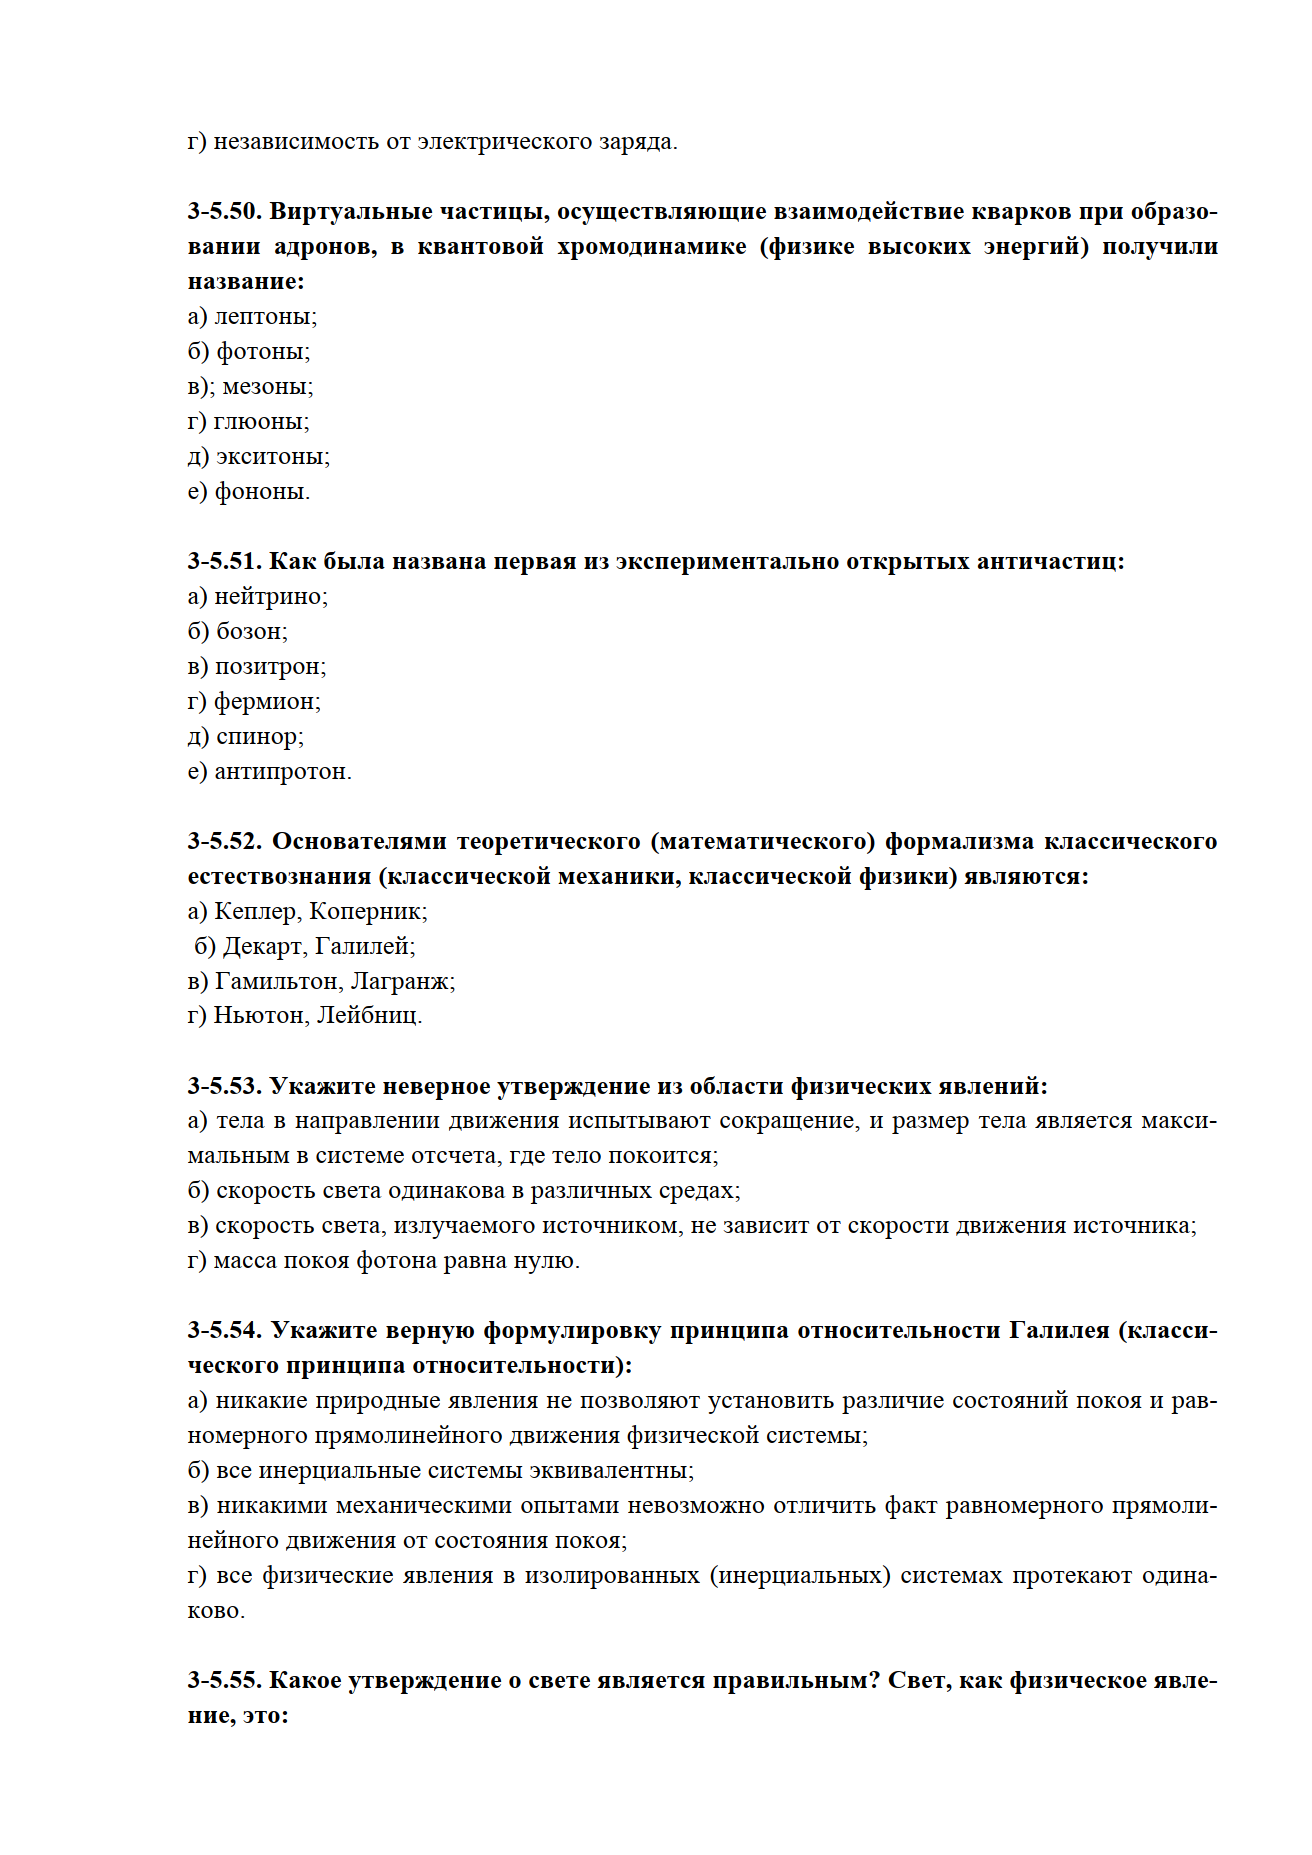 г) независимость от электрического заряда.
3-5.50. Виртуальные частицы, осуществляющие взаимодействие кварков при образо-
вании адронов, в квантовой хромодинамике (физике высоких энергий) получили
название:
а) лептоны;
б) фотоны;
в); мезоны;
г) глюоны;
д) экситоны;
е) фононы.
3-5.51. Как была названа первая из экспериментально открытых античастиц:
а) нейтрино;
б) бозон;
в) позитрон;
г) фермион;
д) спинор;
е) антипротон.
3-5.52. Основателями теоретического (математического) формализма классического
естествознания (классической механики, классической физики) являются:
а) Кеплер, Коперник;
б) Декарт, Галилей;
в) Гамильтон, Лагранж;
г) Ньютон, Лейбниц.
3-5.53. Укажите неверное утверждение из области физических явлений:
а) тела в направлении движения испытывают сокращение, и размер тела является макси-
мальным в системе отсчета, где тело покоится;
б) скорость света одинакова в различных средах;
в) скорость света, излучаемого источником, не зависит от скорости движения источника;
г) масса покоя фотона равна нулю.
3-5.54. Укажите верную формулировку принципа относительности Галилея (класси-
ческого принципа относительности):
а) никакие природные явления не позволяют установить различие состояний покоя и рав-
номерного прямолинейного движения физической системы;
б) все инерциальные системы эквивалентны;
в) никакими механическими опытами невозможно отличить факт равномерного прямоли-
нейного движения от состояния покоя;
г) все физические явления в изолированных (инерциальных) системах протекают одина-
ково.
3-5.55. Какое утверждение о свете является правильным? Свет, как физическое явле-
ние, это: